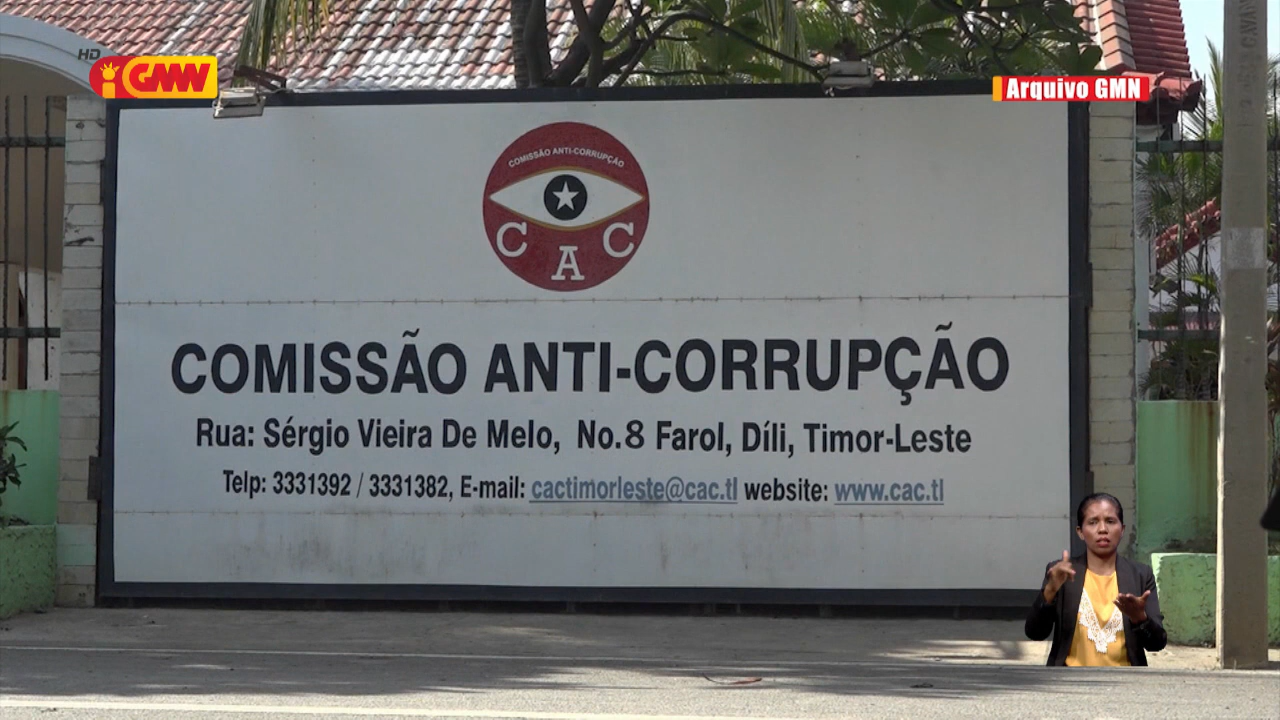 HD
GMN
Arquivo GMN
COMISSÃO ANTI-CORRUPÇÃO
C A C
COMISSÃO ANTI-CORRUPÇÃO
Rua: Sérgio Vieira De Melo, No.8 Farol, Díli, Timor-Leste
Telp: 3331392 / 3331382, E-mail: cactimorleste@cac.tl website: www.cac.tl